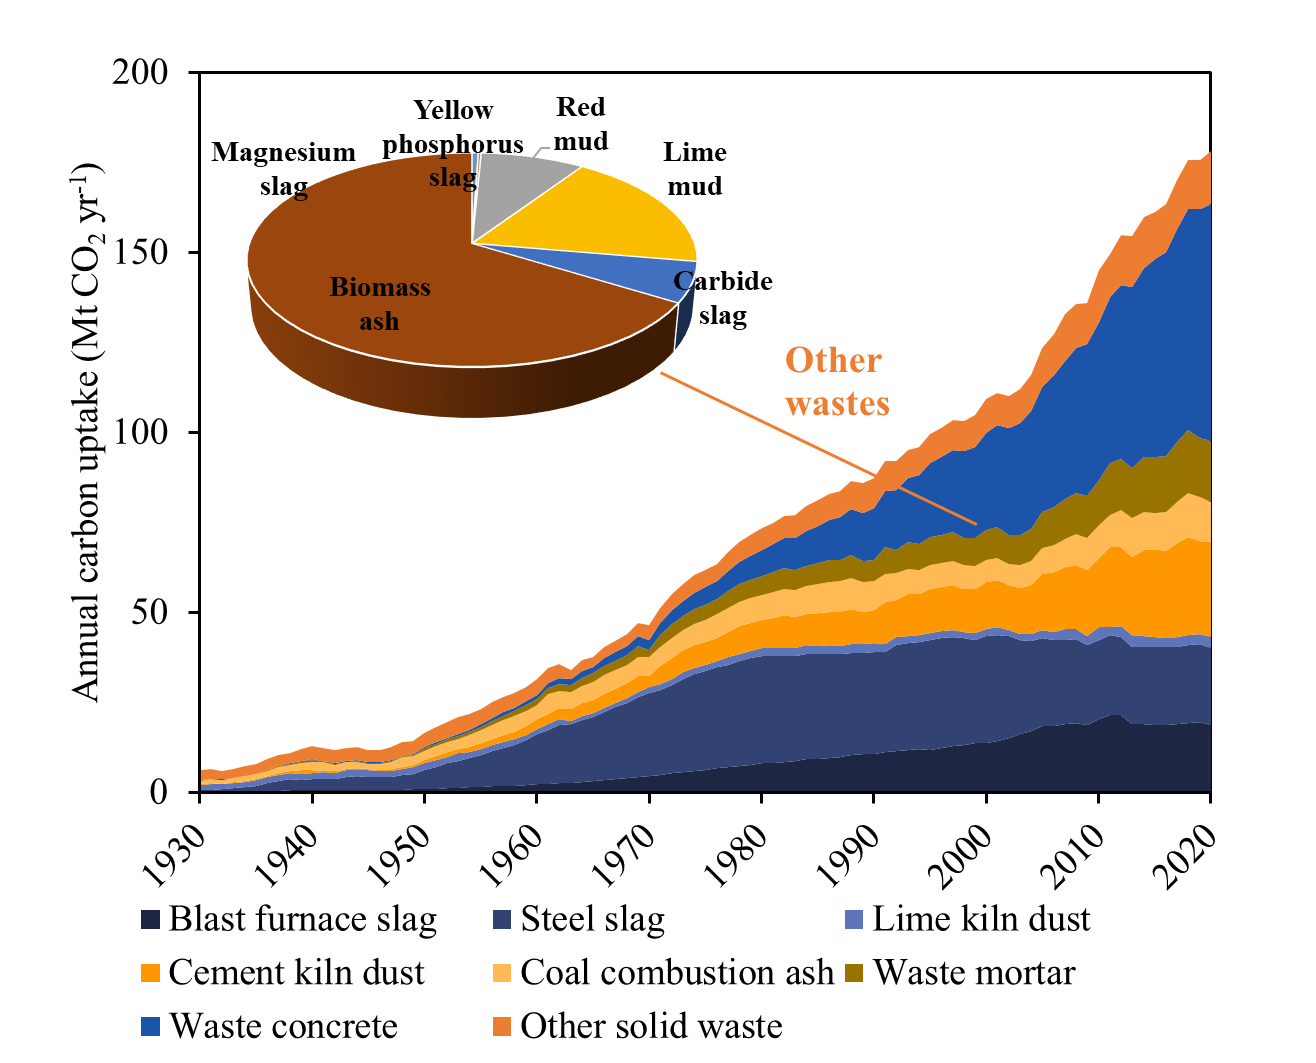 200
150
100
50
0
Annual carbon uptake (Mt CO2 yr-1)
Yellow
phosphorus
slag
Red
mud
Magnesium
slag
Lime
mud
Biomass
ash
Carbide
slag
Other
wastes
1930
1940
1950
1960
1970
1980
1990
2000
2010
2020
Blast furnace slag
Steel slag
Lime kiln dust
Cement kiln dust
Coal combustion ash
Waste mortar
Waste concrete
Other solid waste